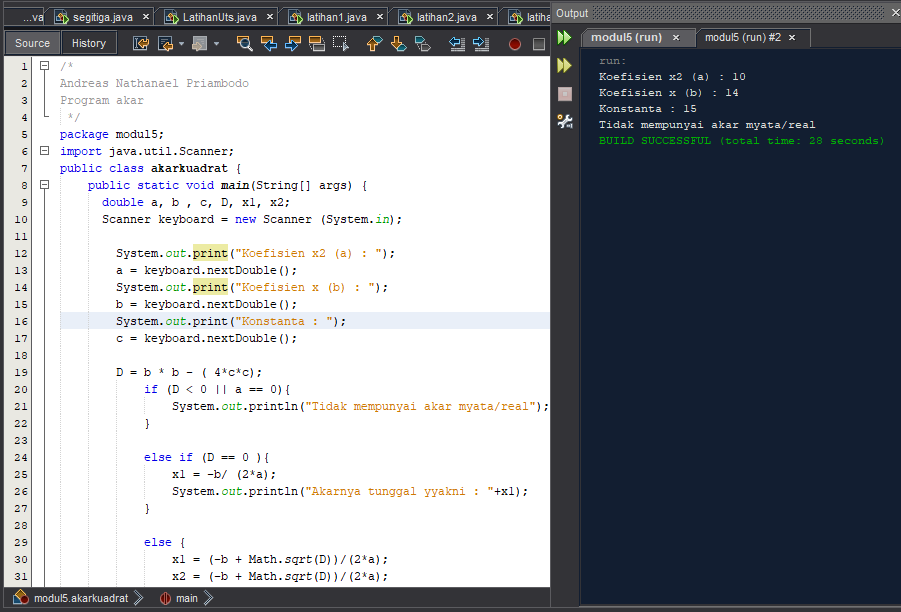 ...va segitiga.java × LatihanUts.java × latihan1.java × latihan2.java × latiha
Output ×
Source History
modul5 (run) × modul5 (run) #2 ×
1 /*
2 Andreas Nathanael Priambodo
3 Program akar
4 */
5 package modul5;
6 import java.util.Scanner;
7 public class akarkuadrat {
8 public static void main(String[] args) {
9 double a, b , c, D, x1, x2;
10 Scanner keyboard = new Scanner (System.in);
11
12 System.out.print("Koefisien x2 (a) : ");
13 a = keyboard.nextDouble();
14 System.out.print("Koefisien x (b) : ");
15 b = keyboard.nextDouble();
16 System.out.print("Konstanta : ");
17 c = keyboard.nextDouble();
18
19 D = b * b - ( 4*c*c);
20 if (D < 0 || a == 0){
21 System.out.println("Tidak mempunyai akar myata/real");
22 }
23
24 else if (D == 0 ){
25 x1 = -b/ (2*a);
26 System.out.println("Akarnya tunggal yyakni : "+x1);
27 }
28
29 else {
30 x1 = (-b + Math.sqrt(D))/(2*a);
31 x2 = (-b + Math.sqrt(D))/(2*a);
modul5.akarkuadrat main
run:
Koefisien x2 (a) : 10
Koefisien x (b) : 14
Konstanta : 15
Tidak mempunyai akar myata/real
BUILD SUCCESSFUL (total time: 28 seconds)